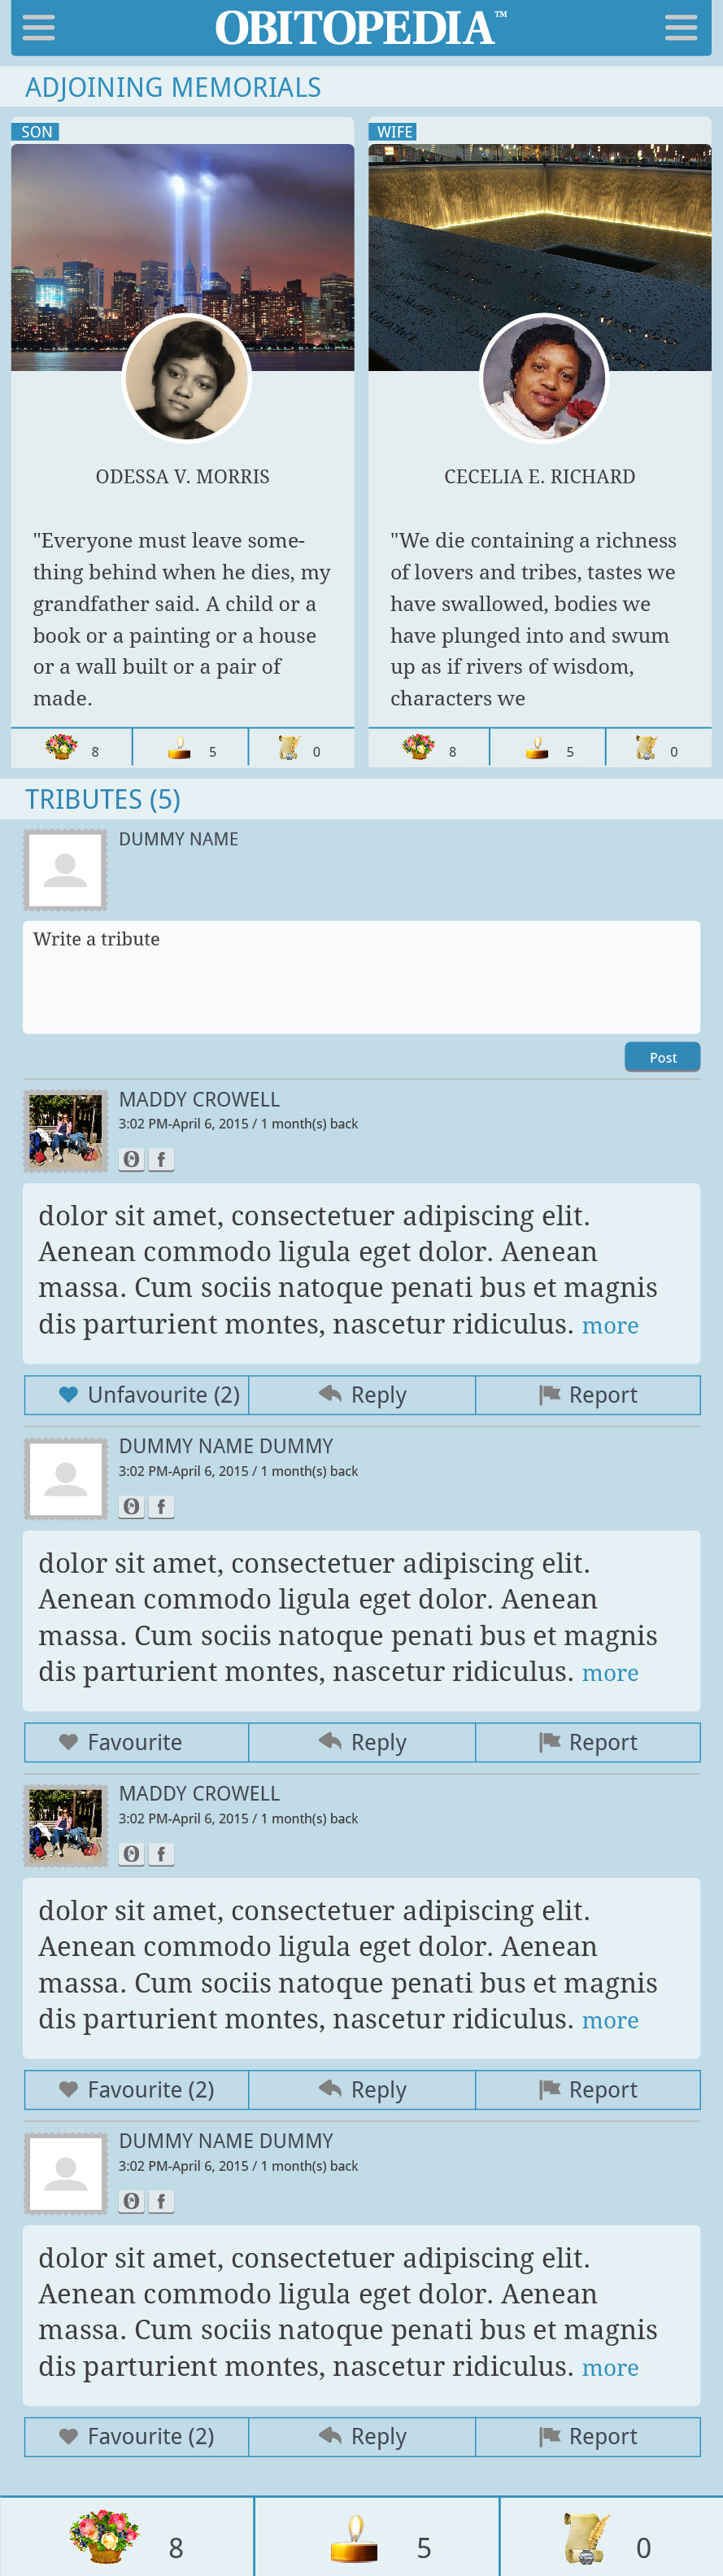 OBITOPEDIA™
ADJOINING MEMORIALS
SON
ODESSA V. MORRIS
"Everyone must leave some-
thing behind when he dies, my
grandfather said. A child or a
book or a painting or a house
or a wall built or a pair of
made.
8
5
0
WIFE
CECELIA E. RICHARD
"We die containing a richness
of lovers and tribes, tastes we
have swallowed, bodies we
have plunged into and swum
up as if rivers of wisdom,
characters we
8
5
0
TRIBUTES (5)
DUMMY NAME
Write a tribute
Post
MADDY CROWELL
3:02 PM-April 6, 2015 / 1 month(s) back
f
dolor sit amet, consectetuer adipiscing elit.
Aenean commodo ligula eget dolor. Aenean
massa. Cum sociis natoque penati bus et magnis
dis parturient montes, nascetur ridiculus. more
Unfavourite (2) Reply Report
DUMMY NAME DUMMY
3:02 PM-April 6, 2015 / 1 month(s) back
f
dolor sit amet, consectetuer adipiscing elit.
Aenean commodo ligula eget dolor. Aenean
massa. Cum sociis natoque penati bus et magnis
dis parturient montes, nascetur ridiculus. more
Favourite Reply Report
MADDY CROWELL
3:02 PM-April 6, 2015 / 1 month(s) back
f
dolor sit amet, consectetuer adipiscing elit.
Aenean commodo ligula eget dolor. Aenean
massa. Cum sociis natoque penati bus et magnis
dis parturient montes, nascetur ridiculus. more
Favourite (2) Reply Report
DUMMY NAME DUMMY
3:02 PM-April 6, 2015 / 1 month(s) back
f
dolor sit amet, consectetuer adipiscing elit.
Aenean commodo ligula eget dolor. Aenean
massa. Cum sociis natoque penati bus et magnis
dis parturient montes, nascetur ridiculus. more
Favourite (2) Reply Report
8 5 0